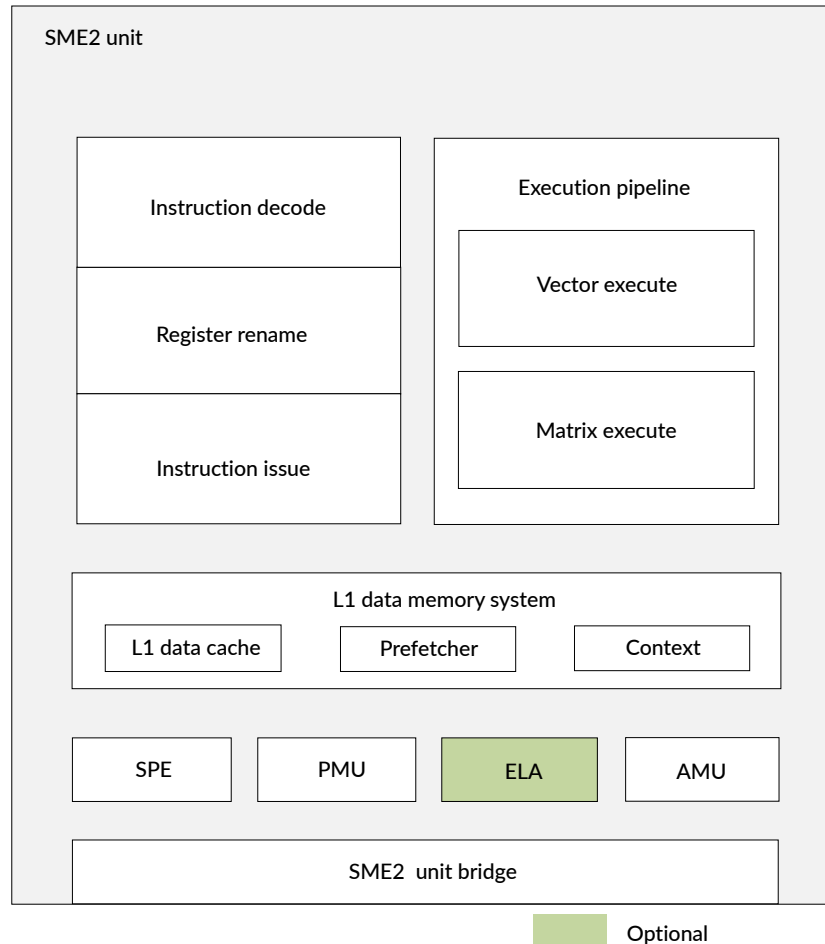 SME2 unit
Instruction decode
Register rename
Instruction issue
Execution pipeline
Vector execute
Matrix execute
L1 data memory system
L1 data cache
Prefetcher
Context
SPE
PMU
ELA
AMU
SME2 unit bridge
Optional